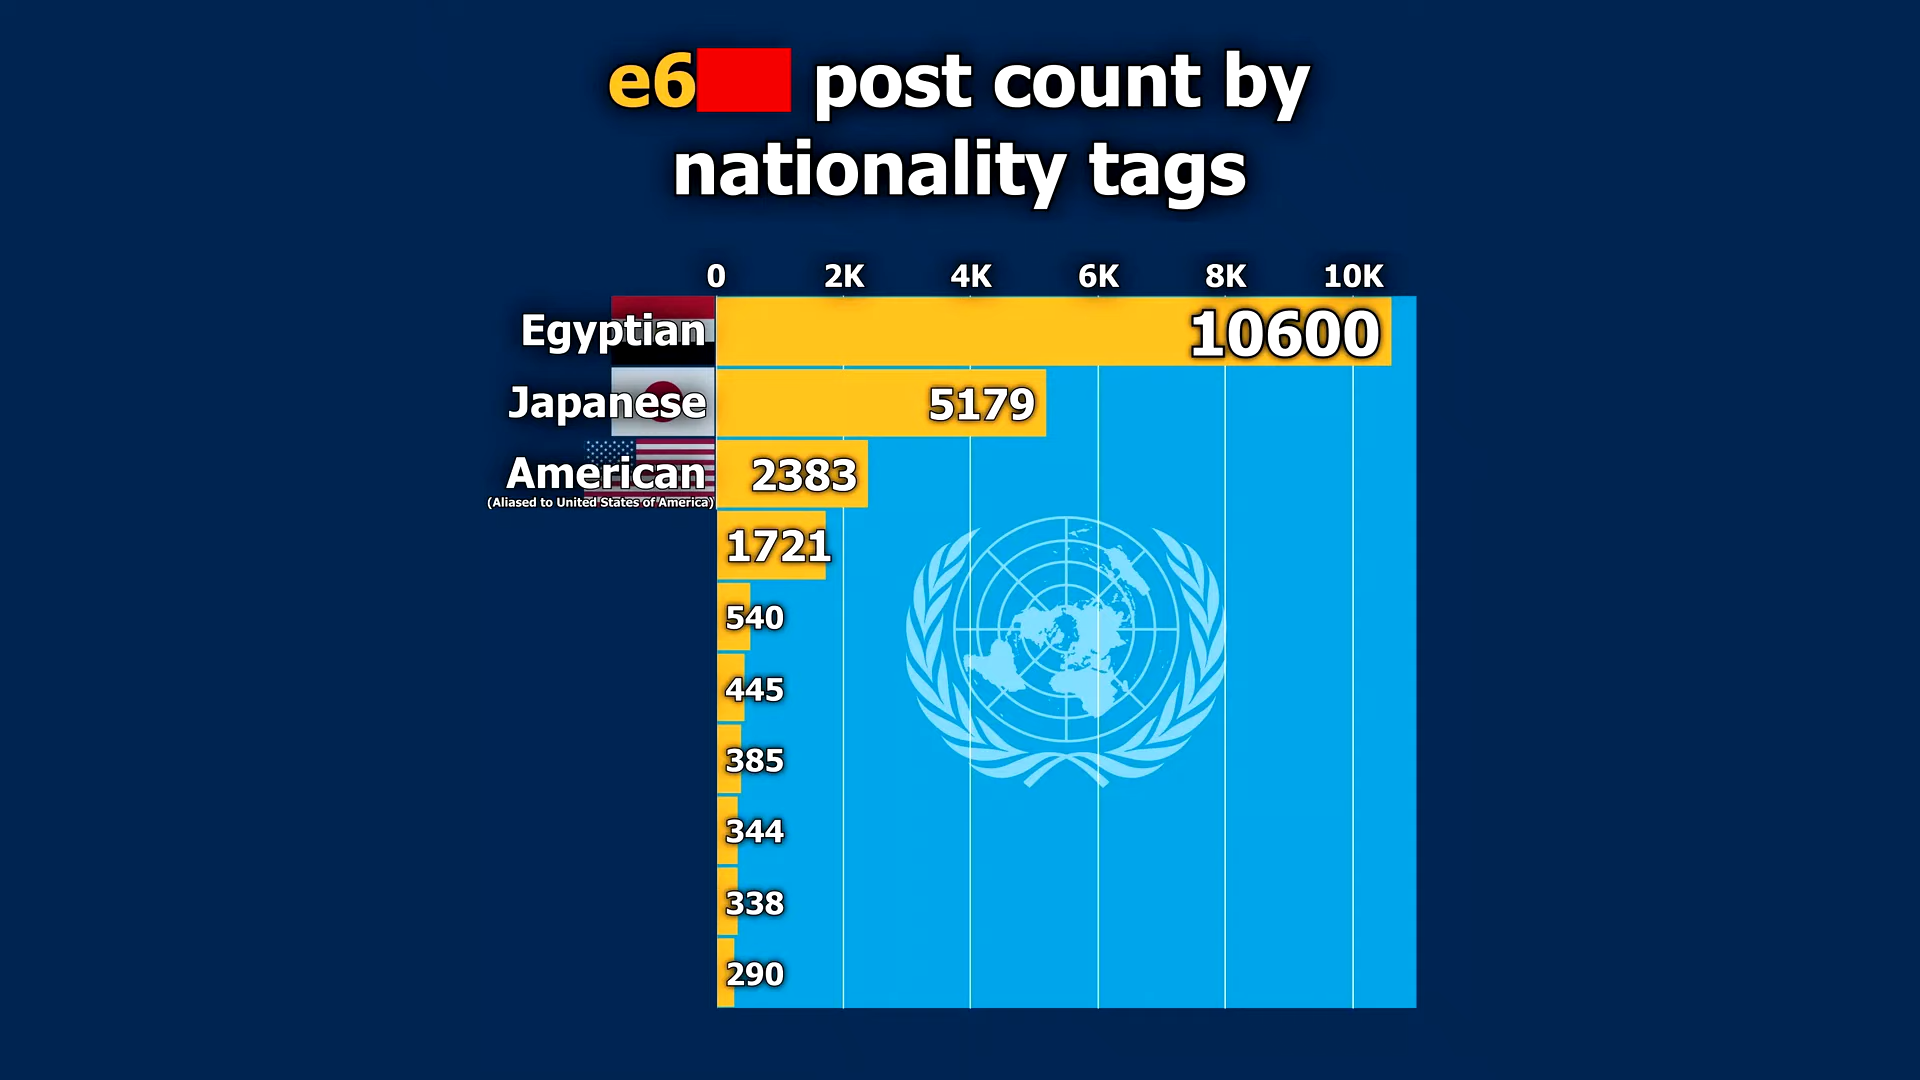 e6 post count by
nationality tags
0 2K 4K 6K 8K 10K
Egyptian 10600
Japanese 5179
American 2383
(Aliased to United States of America)
1721
540
445
385
344
338
290